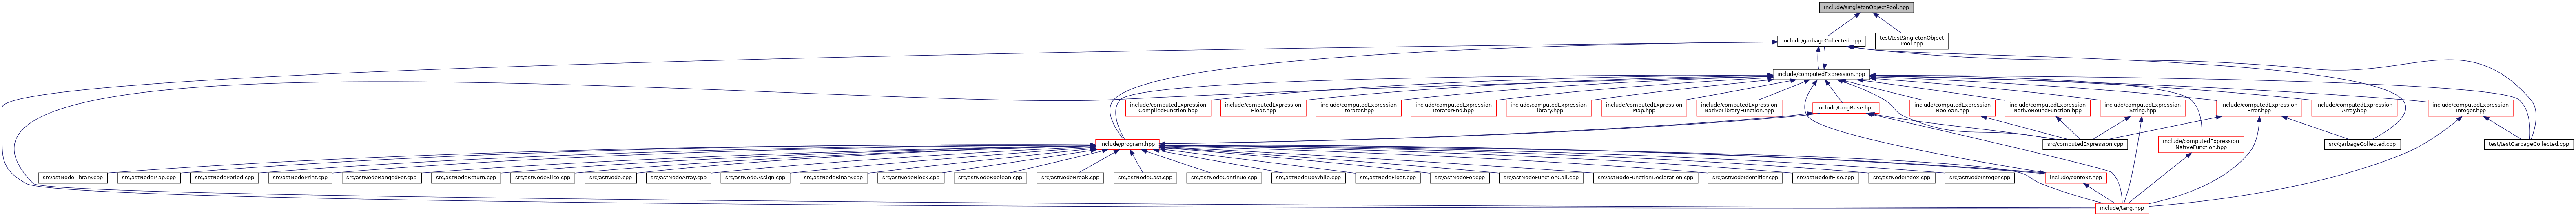 include/singletonObjectPool.hpp
include/garbageCollected.hpp
test/testSingletonObject
Pool.cpp
include/computedExpression.hpp
include/computedExpression
CompiledFunction.hpp
include/computedExpression
Float.hpp
include/computedExpression
Iterator.hpp
include/computedExpression
IteratorEnd.hpp
include/computedExpression
Library.hpp
include/computedExpression
Map.hpp
include/computedExpression
NativeLibraryFunction.hpp
include/tangBase.hpp
include/computedExpression
Boolean.hpp
include/computedExpression
NativeBoundFunction.hpp
include/computedExpression
String.hpp
include/computedExpression
Error.hpp
include/computedExpression
Array.hpp
include/computedExpression
Integer.hpp
include/program.hpp
src/computedExpression.cpp
include/computedExpression
NativeFunction.hpp
src/garbageCollected.cpp
test/testGarbageCollected.cpp
src/astNodeLibrary.cpp
src/astNodeMap.cpp
src/astNodePeriod.cpp
src/astNodePrint.cpp
src/astNodeRangedFor.cpp
src/astNodeReturn.cpp
src/astNodeSlice.cpp
src/astNode.cpp
src/astNodeArray.cpp
src/astNodeAssign.cpp
src/astNodeBinary.cpp
src/astNodeBlock.cpp
src/astNodeBoolean.cpp
src/astNodeBreak.cpp
src/astNodeCast.cpp
src/astNodeContinue.cpp
src/astNodeDoWhile.cpp
src/astNodeFloat.cpp
src/astNodeFor.cpp
src/astNodeFunctionCall.cpp
src/astNodeFunctionDeclaration.cpp
src/astNodeIdentifier.cpp
src/astNodeIfElse.cpp
src/astNodeIndex.cpp
src/astNodeInteger.cpp
include/context.hpp
include/tang.hpp